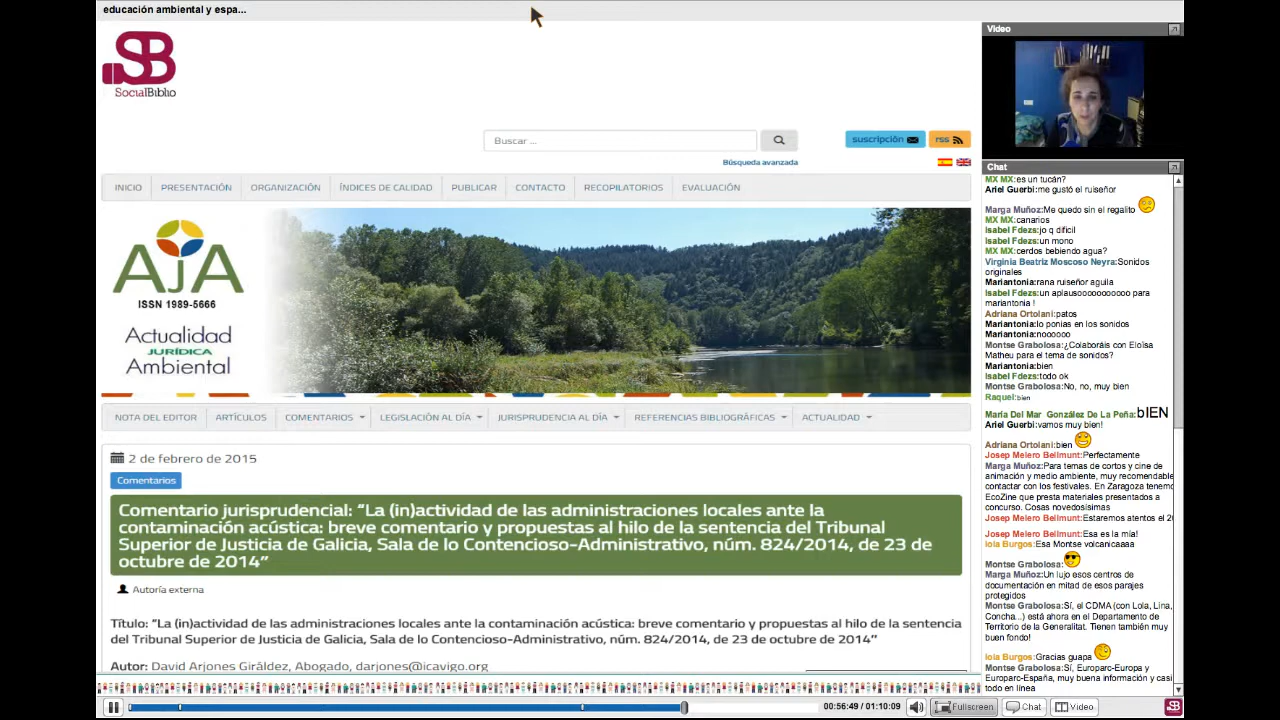 educación ambiental y espa...
SB
SocialBiblio
Buscar ...
suscripción
rss
Búsqueda avanzada
INICIO
PRESENTACIÓN
ORGANIZACIÓN
ÍNDICES DE CALIDAD
PUBLICAR
CONTACTO
RECOPILATORIOS
EVALUACIÓN
AJA
ISSN 1989-5666
Actualidad
JURÍDICA
Ambiental
NOTA DEL EDITOR
ARTÍCULOS
COMENTARIOS
LEGISLACIÓN AL DÍA
JURISPRUDENCIA AL DÍA
REFERENCIAS BIBLIOGRÁFICAS
ACTUALIDAD
2 de febrero de 2015
Comentarios
Comentario jurisprudencial: “La (in)actividad de las administraciones locales ante la
contaminación acústica: breve comentario y propuestas al hilo de la sentencia del Tribunal
Superior de Justicia de Galicia, Sala de lo Contencioso-Administrativo, núm. 824/2014, de 23 de
octubre de 2014”
Autoría externa
Título: “La (in)actividad de las administraciones locales ante la contaminación acústica: breve comentario y propuestas al hilo de la sentencia
del Tribunal Superior de Justicia de Galicia, Sala de lo Contencioso-Administrativo, núm. 824/2014, de 23 de octubre de 2014”
Autor: David Arjones Giráldez, Abogado, darjones@icavigo.org
00:56:49 / 01:10:09
Fullscreen
Chat
Video
SB
Video
Chat
MX MX:es un tucán?
Ariel Guerbi:me gustó el ruiseñor
Marga Muñoz:Me quedo sin el regalito
MX MX:canarios
Isabel Fdezs:jo q dificil
Isabel Fdezs:un mono
MX MX:cerdos bebiendo agua?
Virginia Beatriz Moscoso Neyra:Sonidos
originales
Mariantonia:rana ruiseñor aguila
Isabel Fdezs:un aplausoooooooooo para
mariantonia !
Adriana Ortolani:patos
Mariantonia:lo ponias en los sonidos
Mariantonia:noooooo
Montse Grabolosa:¿Colaboráis con Eloïsa
Matheu para el tema de sonidos?
Mariantonia:bien
Isabel Fdezs:todo ok
Montse Grabolosa:No, no, muy bien
Raquel:bien
María Del Mar González De La Peña:bIEN
Ariel Guerbi:vamos muy bien!
Adriana Ortolani:bien
Josep Melero Bellmunt:Perfectamente
Marga Muñoz:Para temas de cortos y cine de
animación y medio ambiente, muy recomendable
contactar con los festivales. En Zaragoza tenemo
EcoZine que presta materiales presentados a
concurso. Cosas novedosísimas
Josep Melero Bellmunt:Estaremos atentos el 2
Josep Melero Bellmunt:Esa es la mía!
lola Burgos:Esa Montse volcanicaaaa
Montse Grabolosa:
Marga Muñoz:Un lujo esos centros de
documentación en mitad de esos parajes
protegidos
Montse Grabolosa:Sí, el CDMA (con Lola, Lina,
Concha...) está ahora en el Departamento de
Territorio de la Generalitat. Tienen también muy
buen fondo!
lola Burgos:Gracias guapa
Montse Grabolosa:Sí, Europarc-Europa y
Europarc-España, muy buena información y casi
todo en línea